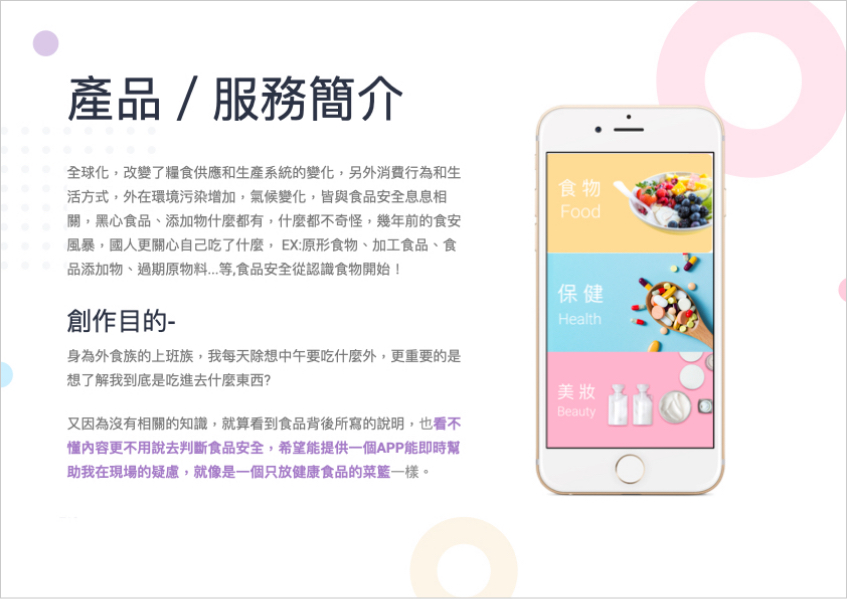 產品 / 服務簡介
全球化，改變了糧食供應和生產系統的變化，另外消費行為和生
活方式，外在環境污染增加，氣候變化，皆與食品安全息息相
關，黑心食品、添加物什麼都有，什麼都不奇怪，幾年前的食安
風暴，國人更關心自己吃了什麼， EX:原形食物、加工食品、食
品添加物、過期原物料...等,食品安全從認識食物開始！
創作目的-
身為外食族的上班族，我每天除想中午要吃什麼外，更重要的是
想了解我到底是吃進去什麼東西?
又因為沒有相關的知識，就算看到食品背後所寫的說明，也看不
懂內容更不用說去判斷食品安全，希望能提供一個APP能即時幫
助我在現場的疑慮，就像是一個只放健康食品的菜籃一樣。
食物
Food
保健
Health
美妝
Beauty